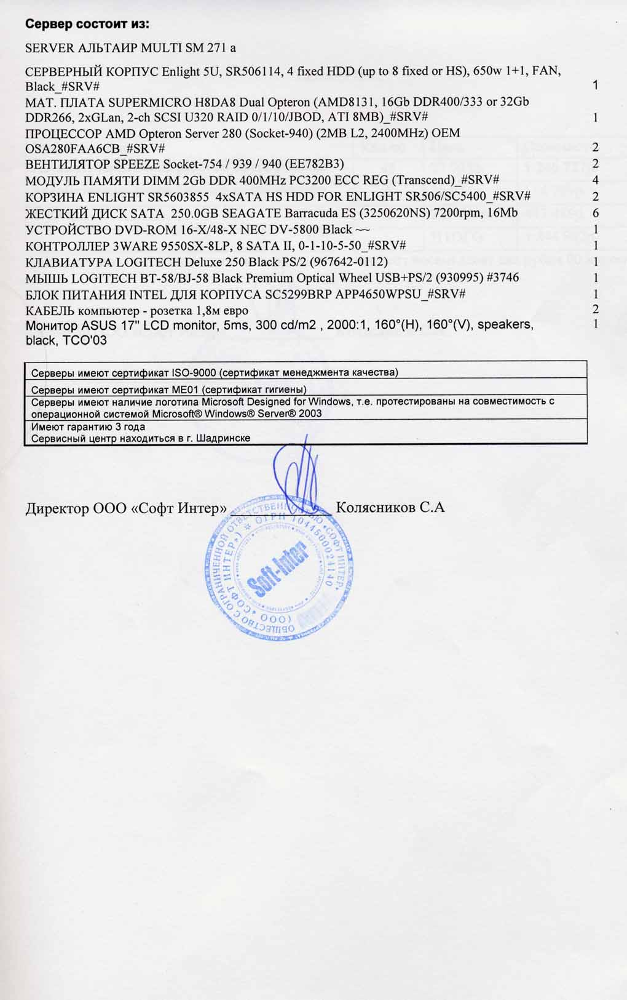 Сервер состоит из:
SERVER АЛЬТАИР MULTI SM 271 a
СЕРВЕРНЫЙ КОРПУС Enlight 5U, SR506114, 4 fixed HDD (up to 8 fixed or HS), 650w 1+1, FAN,
Black_#SRV# 1
МАТ. ПЛАТА SUPERMICRO H8DA8 Dual Opteron (AMD8131, 16Gb DDR400/333 or 32Gb
DDR266, 2xGLan, 2-ch SCSI U320 RAID 0/1/10/JBOD, ATI 8MB)_#SRV# 1
ПРОЦЕССОР AMD Opteron Server 280 (Socket-940) (2MB L2, 2400MHz) OEM
OSA280FAA6CB_#SRV# 2
ВЕНТИЛЯТОР SPEEZE Socket-754 / 939 / 940 (EE782B3) 2
МОДУЛЬ ПАМЯТИ DIMM 2Gb DDR 400MHz PC3200 ECC REG (Transcend)_#SRV# 4
КОРЗИНА ENLIGHT SR5603855 4xSATA HS HDD FOR ENLIGHT SR506/SC5400_#SRV# 2
ЖЕСТКИЙ ДИСК SATA 250.0GB SEAGATE Barracuda ES (3250620NS) 7200rpm, 16Mb 6
УСТРОЙСТВО DVD-ROM 16-X/48-X NEC DV-5800 Black ~~ 1
КОНТРОЛЛЕР 3WARE 9550SX-8LP, 8 SATA II, 0-1-10-5-50_#SRV# 1
КЛАВИАТУРА LOGITECH Deluxe 250 Black PS/2 (967642-0112) 1
МЫШЬ LOGITECH BT-58/BJ-58 Black Premium Optical Wheel USB+PS/2 (930995) #3746 1
БЛОК ПИТАНИЯ INTEL ДЛЯ КОРПУСА SC5299BRP APP4650WPSU_#SRV# 1
КАБЕЛЬ компьютер - розетка 1,8м евро 2
Монитор ASUS 17" LCD monitor, 5ms, 300 cd/m2 , 2000:1, 160°(H), 160°(V), speakers, 1
black, TCO'03
Серверы имеют сертификат ISO-9000 (сертификат менеджмента качества)
Серверы имеют сертификат ME01 (сертификат гигиены)
Серверы имеют наличие логотипа Microsoft Designed for Windows, т.е. протестированы на совместимость с
операционной системой Microsoft® Windows® Server® 2003
Имеют гарантию 3 года
Сервисный центр находиться в г. Шадринске
Директор ООО «Софт Интер» _____________ Колясников С.А
ОБЩЕСТВО С ОГРАНИЧЕННОЙ ОТВЕТСТВЕННОСТЬЮ «СОФТ ИНТЕР»
(ООО «СОФТ ИНТЕР») ☆ ОГРН 1044500024140
Soft-Inter